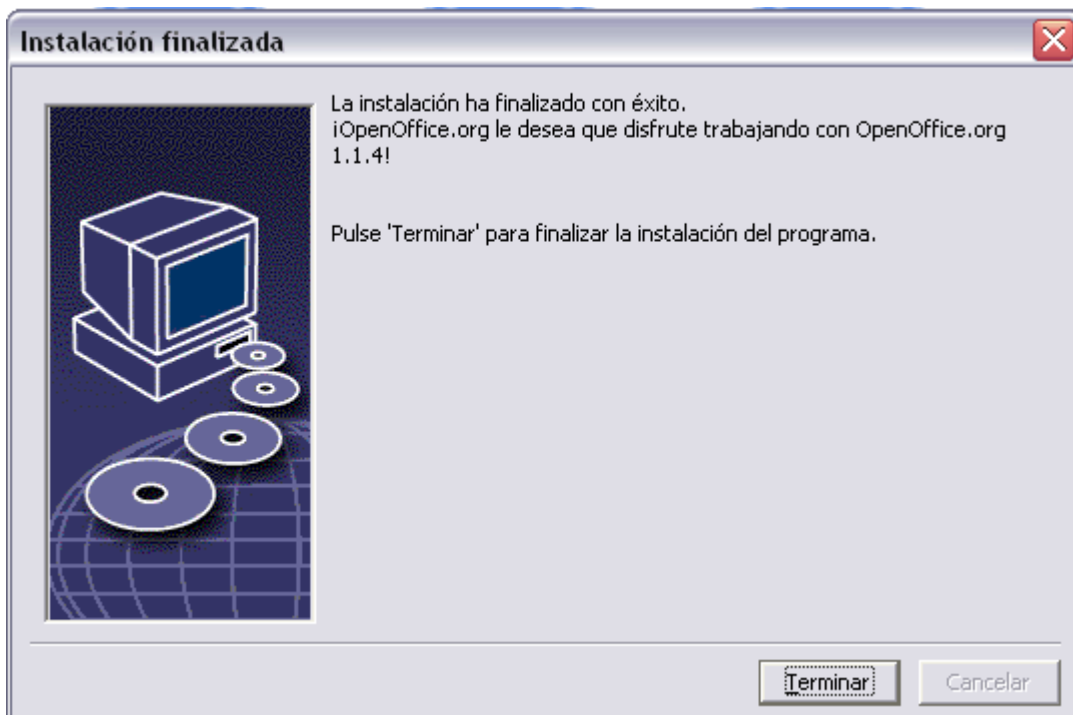 Instalación finalizada
La instalación ha finalizado con éxito.
¡OpenOffice.org le desea que disfrute trabajando con OpenOffice.org
1.1.4!
Pulse 'Terminar' para finalizar la instalación del programa.
Terminar
Cancelar